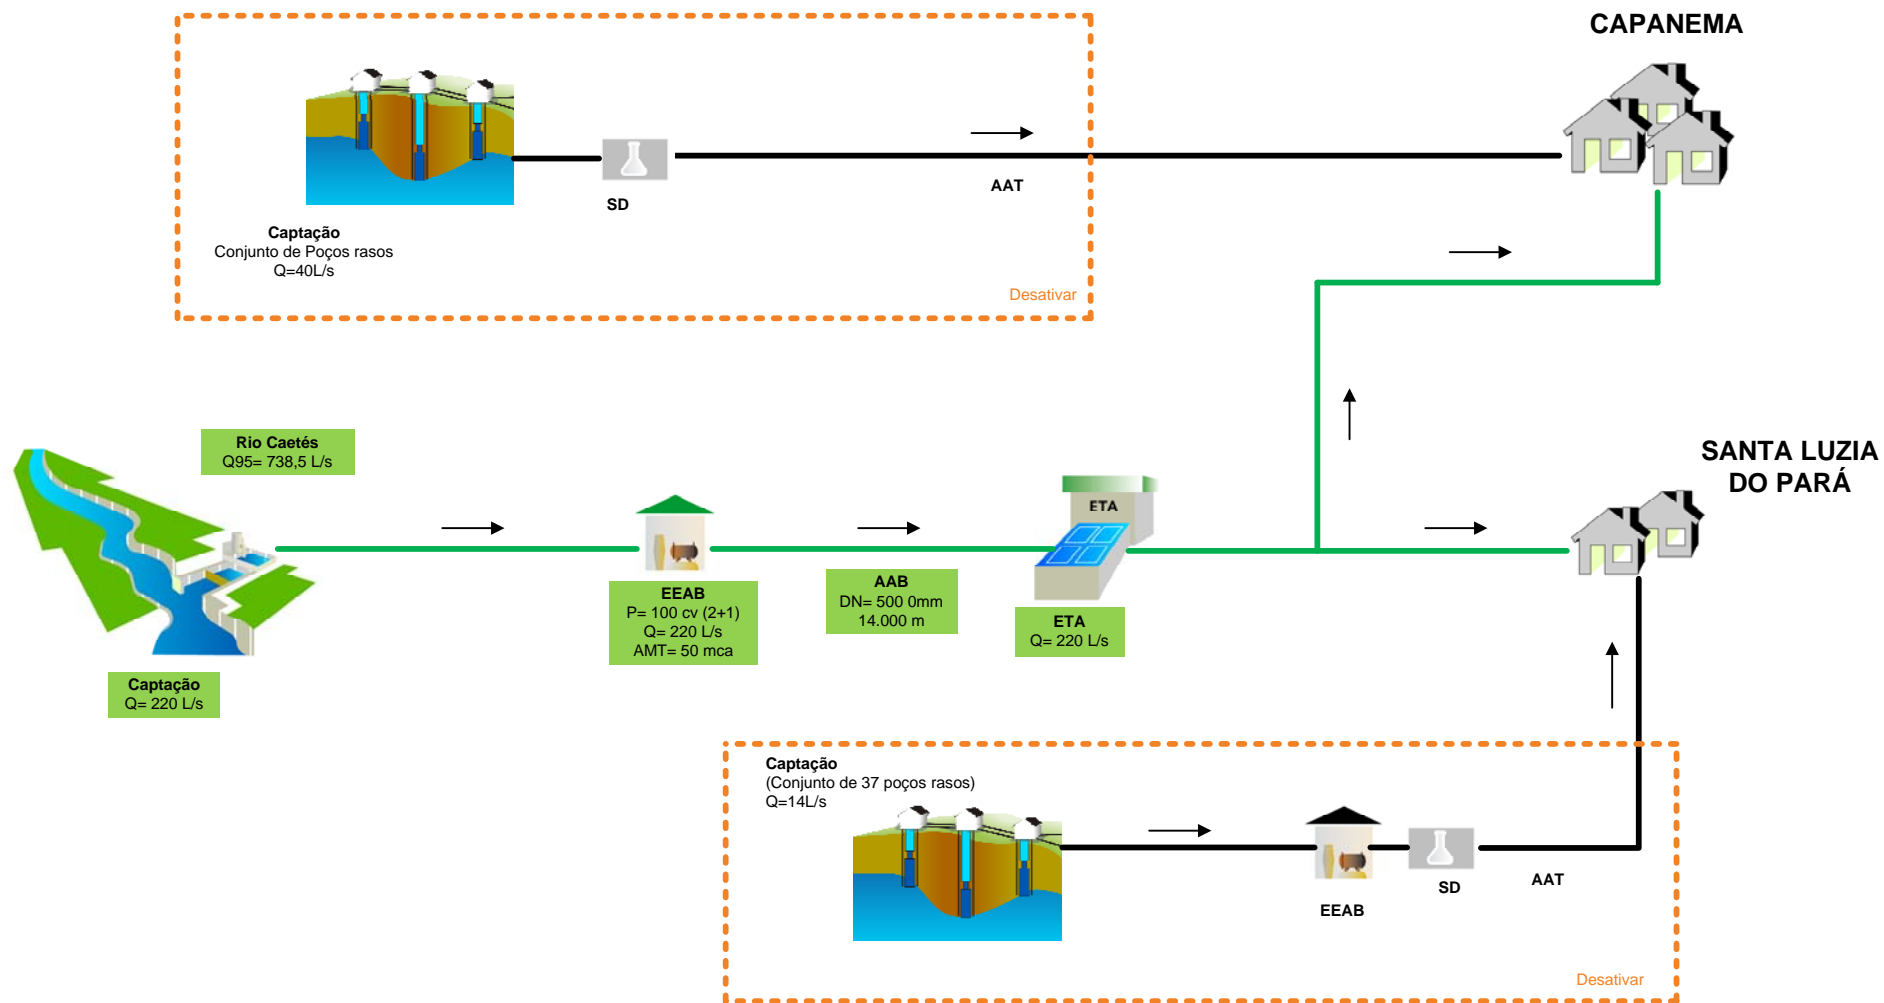 CAPANEMA
SD
AAT
Captação
Conjunto de Poços rasos
Q=40L/s
Desativar
Rio Caetés
Q95= 738,5 L/s
SANTA LUZIA
DO PARÁ
ETA
EEAB
P= 100 cv (2+1)
Q= 220 L/s
AMT= 50 mca
AAB
DN= 500 0mm
14.000 m
ETA
Q= 220 L/s
Captação
Q= 220 L/s
Captação
(Conjunto de 37 poços rasos)
Q=14L/s
EEAB
SD
AAT
Desativar